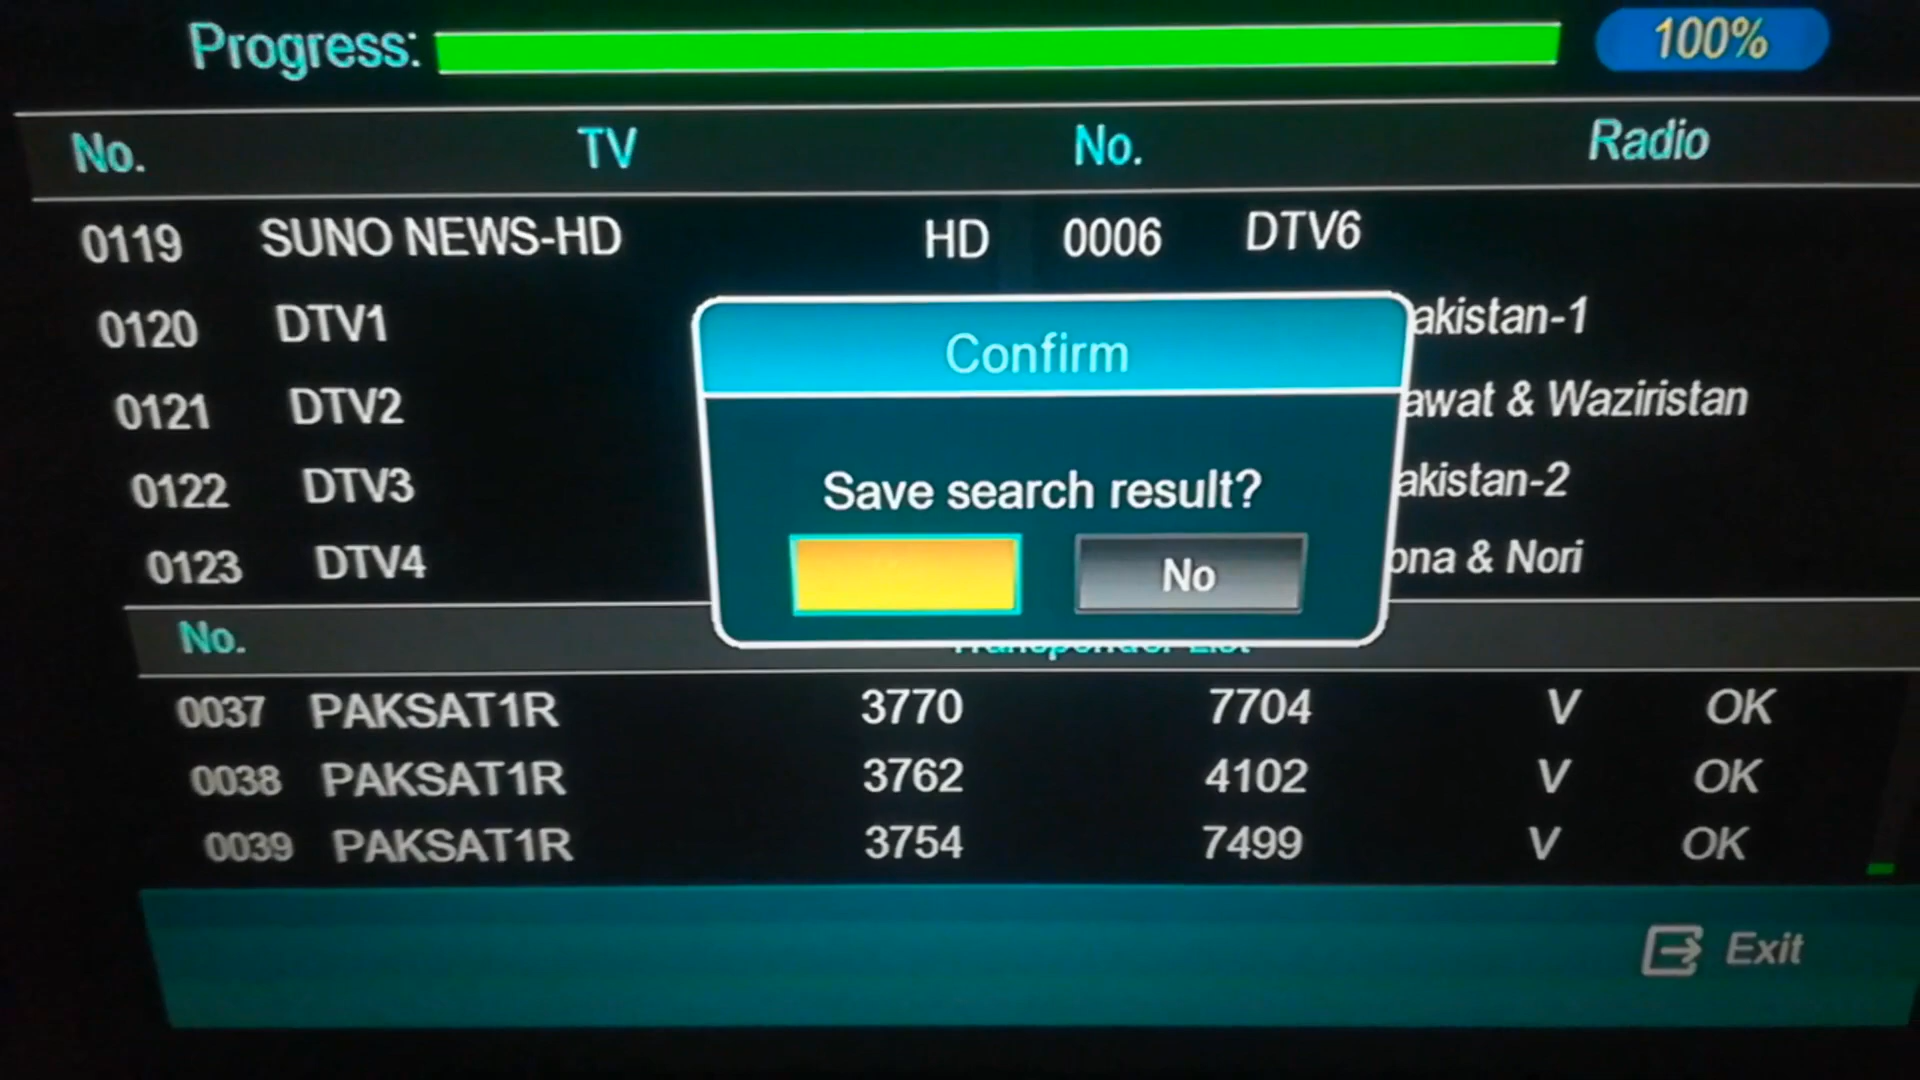 Progress: 100%
No. TV No. Radio
0119 SUNO NEWS-HD HD 0006 DTV6
0120 DTV1 akistan-1
0121 DTV2 awat & Waziristan
0122 DTV3 akistan-2
0123 DTV4 ona & Nori
Confirm
Save search result?
No
No. Transponder List
0037 PAKSAT1R 3770 7704 V OK
0038 PAKSAT1R 3762 4102 V OK
0039 PAKSAT1R 3754 7499 V OK
Exit